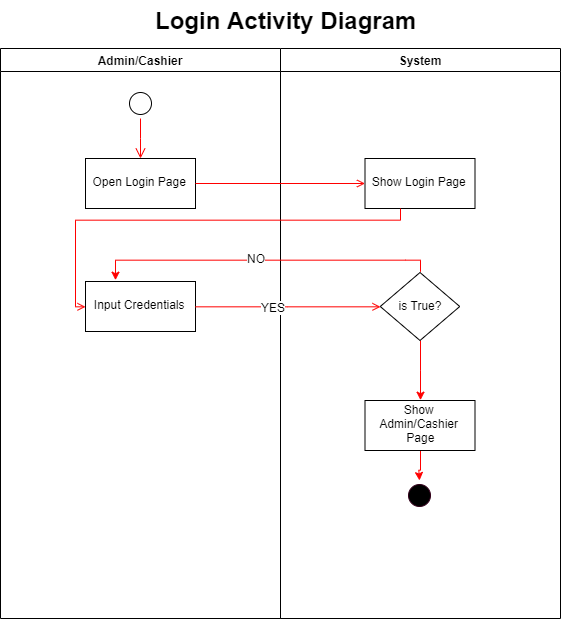 Login Activity Diagram
Admin/Cashier
System
Open Login Page
Show Login Page
NO
Input Credentials
YES
is True?
Show
Admin/Cashier
Page